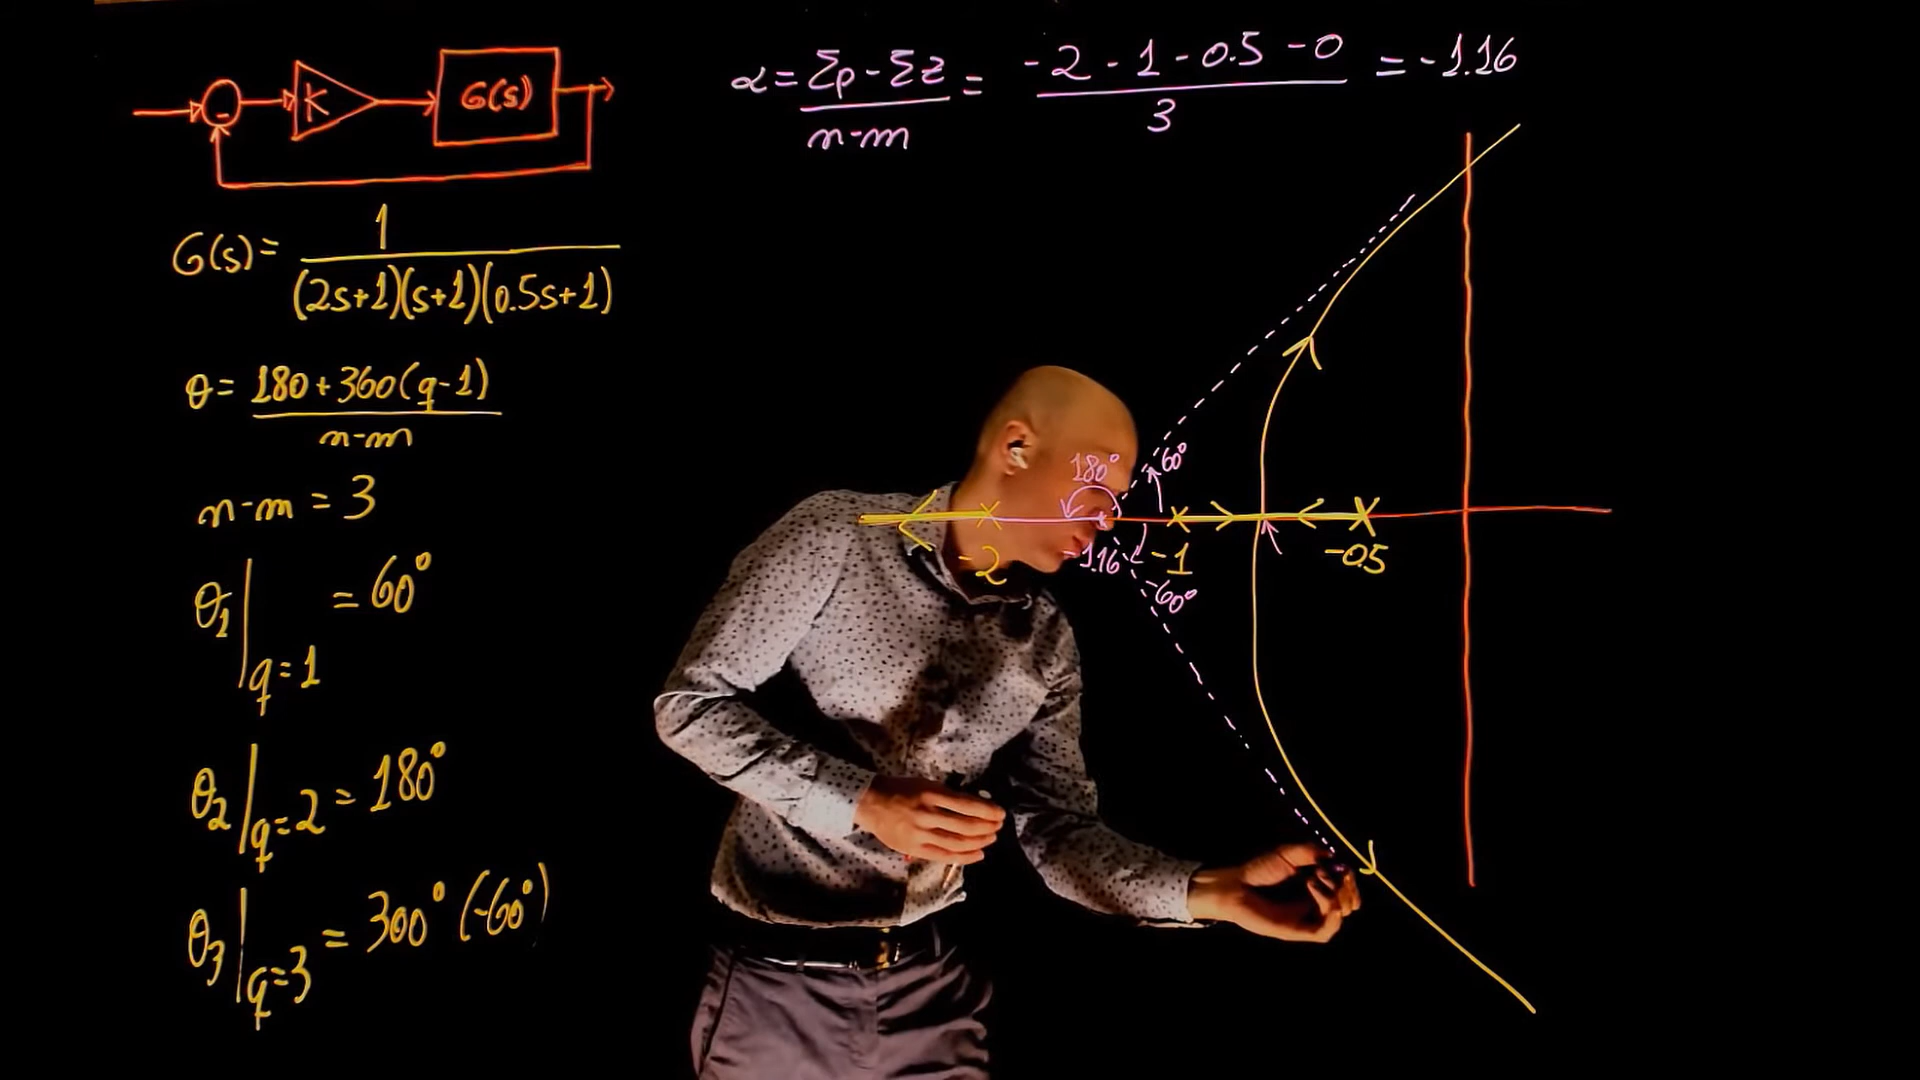 K
G(s)
α = Σp - Σz / n-m = -2 - 1 - 0.5 - 0 / 3 = -1.16
G(s) = 1 / (2s+1)(s+1)(0.5s+1)
θ = 180 + 360(q-1) / n-m
n-m = 3
θ1 | q=1 = 60°
θ2 | q=2 = 180°
θ3 | q=3 = 300° (-60°)
180°
60°
-2
-1.16
-1
-0.5
-60°